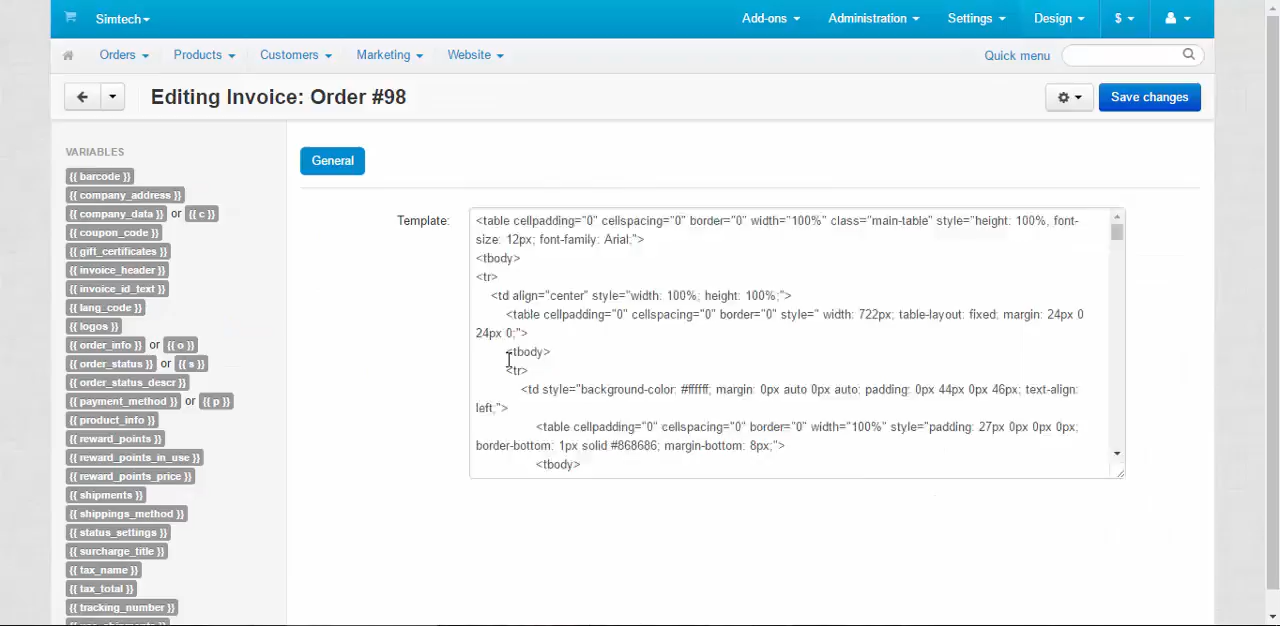 Simtech
Add-ons Administration Settings Design $
Orders Products Customers Marketing Website Quick menu
Editing Invoice: Order #98 Save changes
VARIABLES
{{ barcode }}
{{ company_address }}
{{ company_data }} or {{ c }}
{{ coupon_code }}
{{ gift_certificates }}
{{ invoice_header }}
{{ invoice_id_text }}
{{ lang_code }}
{{ logos }}
{{ order_info }} or {{ o }}
{{ order_status }} or {{ s }}
{{ order_status_descr }}
{{ payment_method }} or {{ p }}
{{ product_info }}
{{ reward_points }}
{{ reward_points_in_use }}
{{ reward_points_price }}
{{ shipments }}
{{ shippings_method }}
{{ status_settings }}
{{ surcharge_title }}
{{ tax_name }}
{{ tax_total }}
{{ tracking_number }}
General
Template:
<table cellpadding="0" cellspacing="0" border="0" width="100%" class="main-table" style="height: 100%, font-
size: 12px; font-family: Arial;">
<tbody>
<tr>
<td align="center" style="width: 100%; height: 100%;">
<table cellpadding="0" cellspacing="0" border="0" style=" width: 722px; table-layout: fixed; margin: 24px 0
24px 0;">
<tbody>
<tr>
<td style="background-color: #ffffff; margin: 0px auto 0px auto; padding: 0px 44px 0px 46px; text-align:
left;">
<table cellpadding="0" cellspacing="0" border="0" width="100%" style="padding: 27px 0px 0px 0px;
border-bottom: 1px solid #868686; margin-bottom: 8px;">
<tbody>